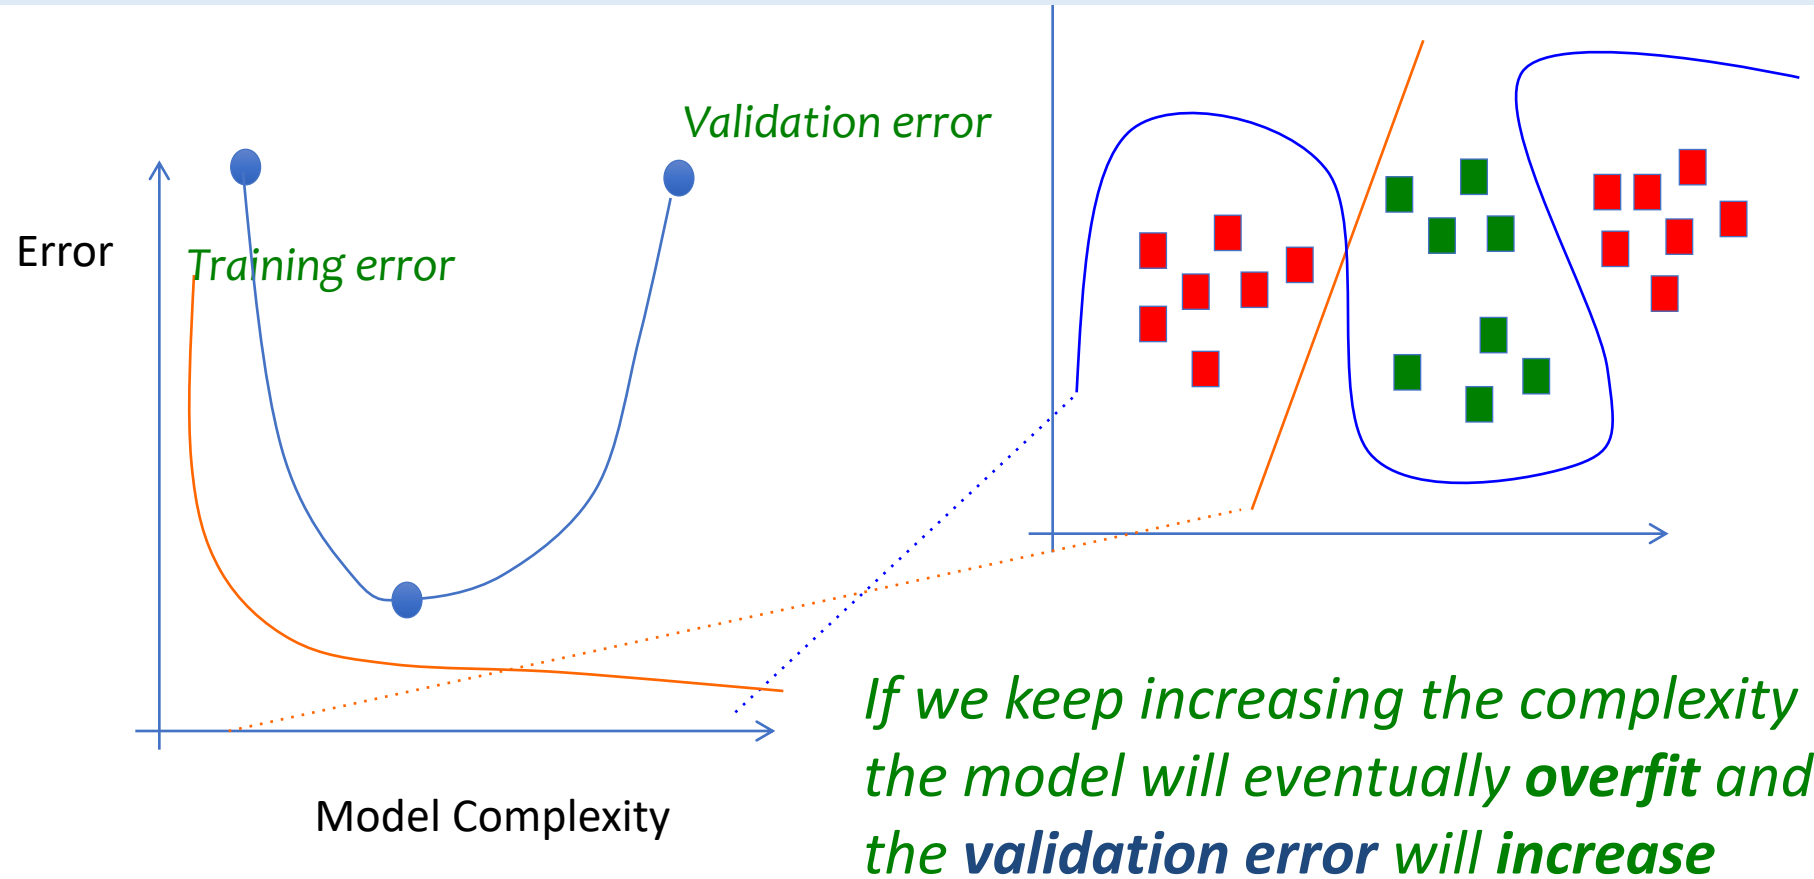 Validation error
Error
Training error
Model Complexity
If we keep increasing the complexity
the model will eventually overfit and
the validation error will increase